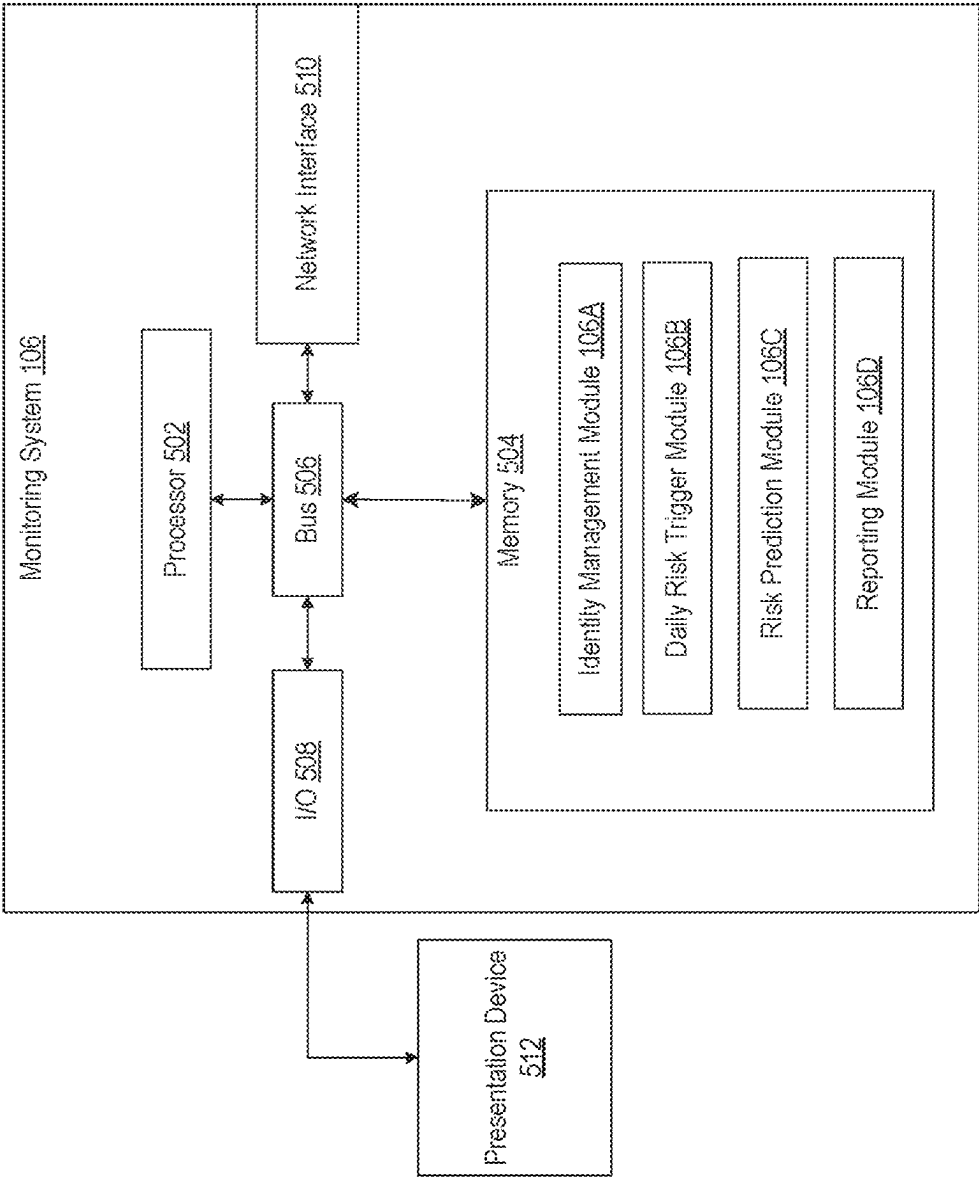 Monitoring System 106
Processor 502
I/O 508
Bus 506
Network Interface 510
Presentation Device
512
Memory 504
Identity Management Module 106A
Daily Risk Trigger Module 106B
Risk Prediction Module 106C
Reporting Module 106D